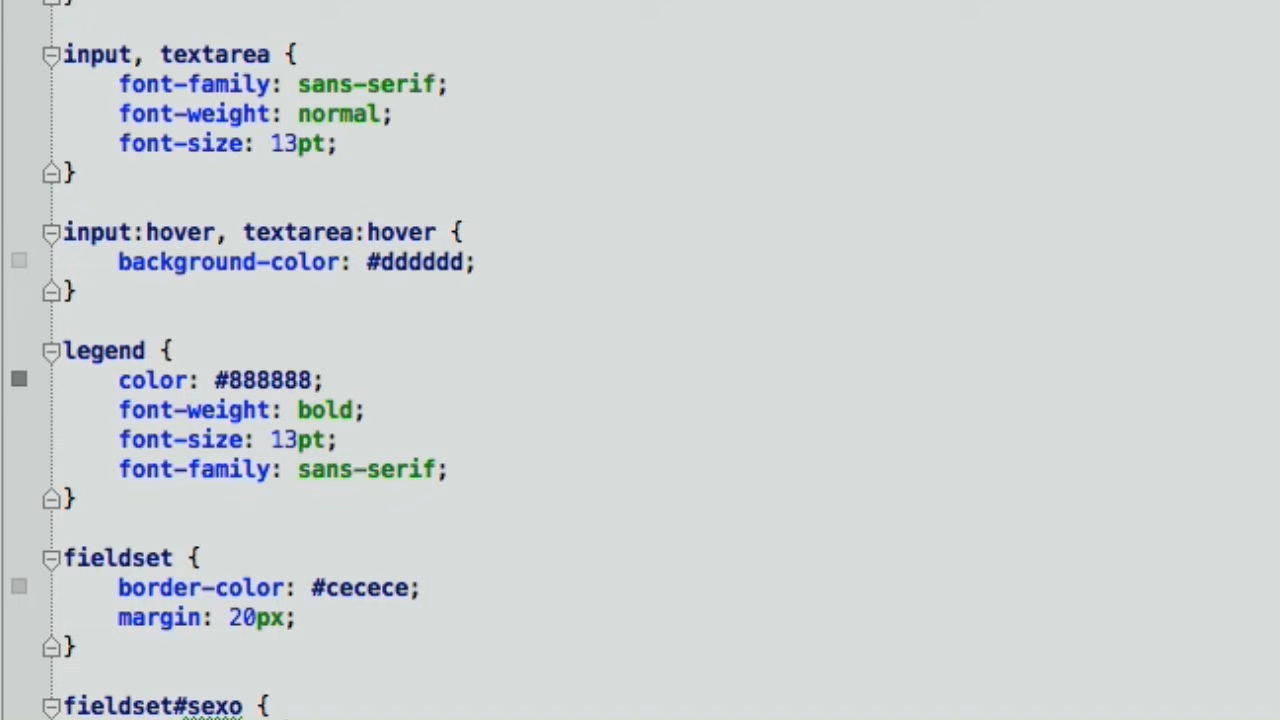 }
input, textarea {
    font-family: sans-serif;
    font-weight: normal;
    font-size: 13pt;
}
input:hover, textarea:hover {
    background-color: #dddddd;
}
legend {
    color: #888888;
    font-weight: bold;
    font-size: 13pt;
    font-family: sans-serif;
}
fieldset {
    border-color: #cecece;
    margin: 20px;
}
fieldset#sexo {